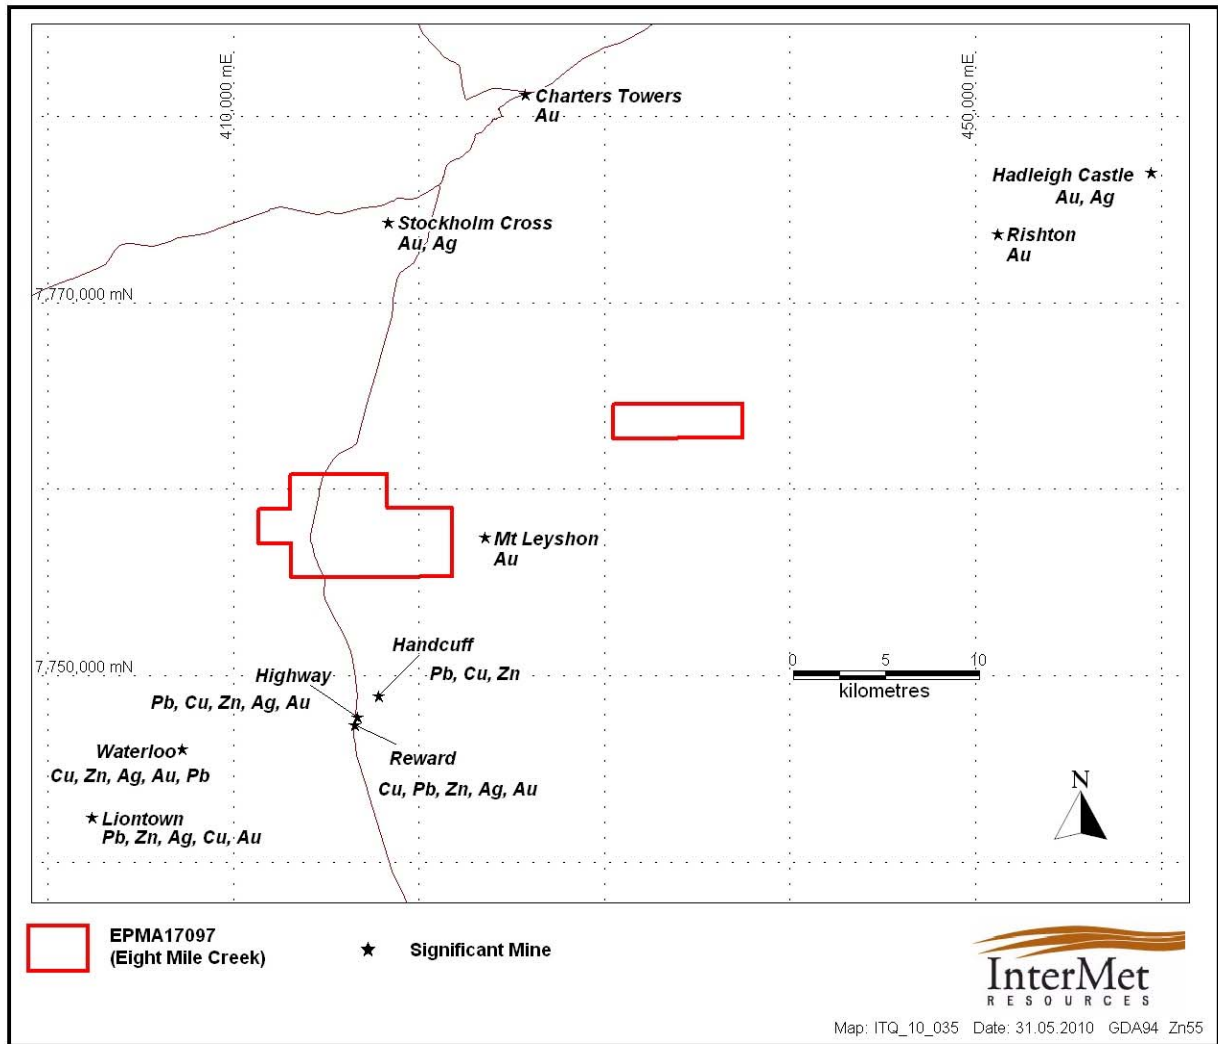 410,000 mE
450,000 mE
Charters Towers
Au
Hadleigh Castle
Au, Ag
Stockholm Cross
Au, Ag
Rishton
Au
7,770,000 mN
Mt Leyshon
Au
Handcuff
Pb, Cu, Zn
7,750,000 mN
0 5 10
kilometres
Highway
Pb, Cu, Zn, Ag, Au
Waterloo
Cu, Zn, Ag, Au, Pb
Reward
Cu, Pb, Zn, Ag, Au
Liontown
Pb, Zn, Ag, Cu, Au
N
EPMA17097
(Eight Mile Creek)
Significant Mine
InterMet
RESOURCES
Map: ITQ_10_035 Date: 31.05.2010 GDA94 Zn55